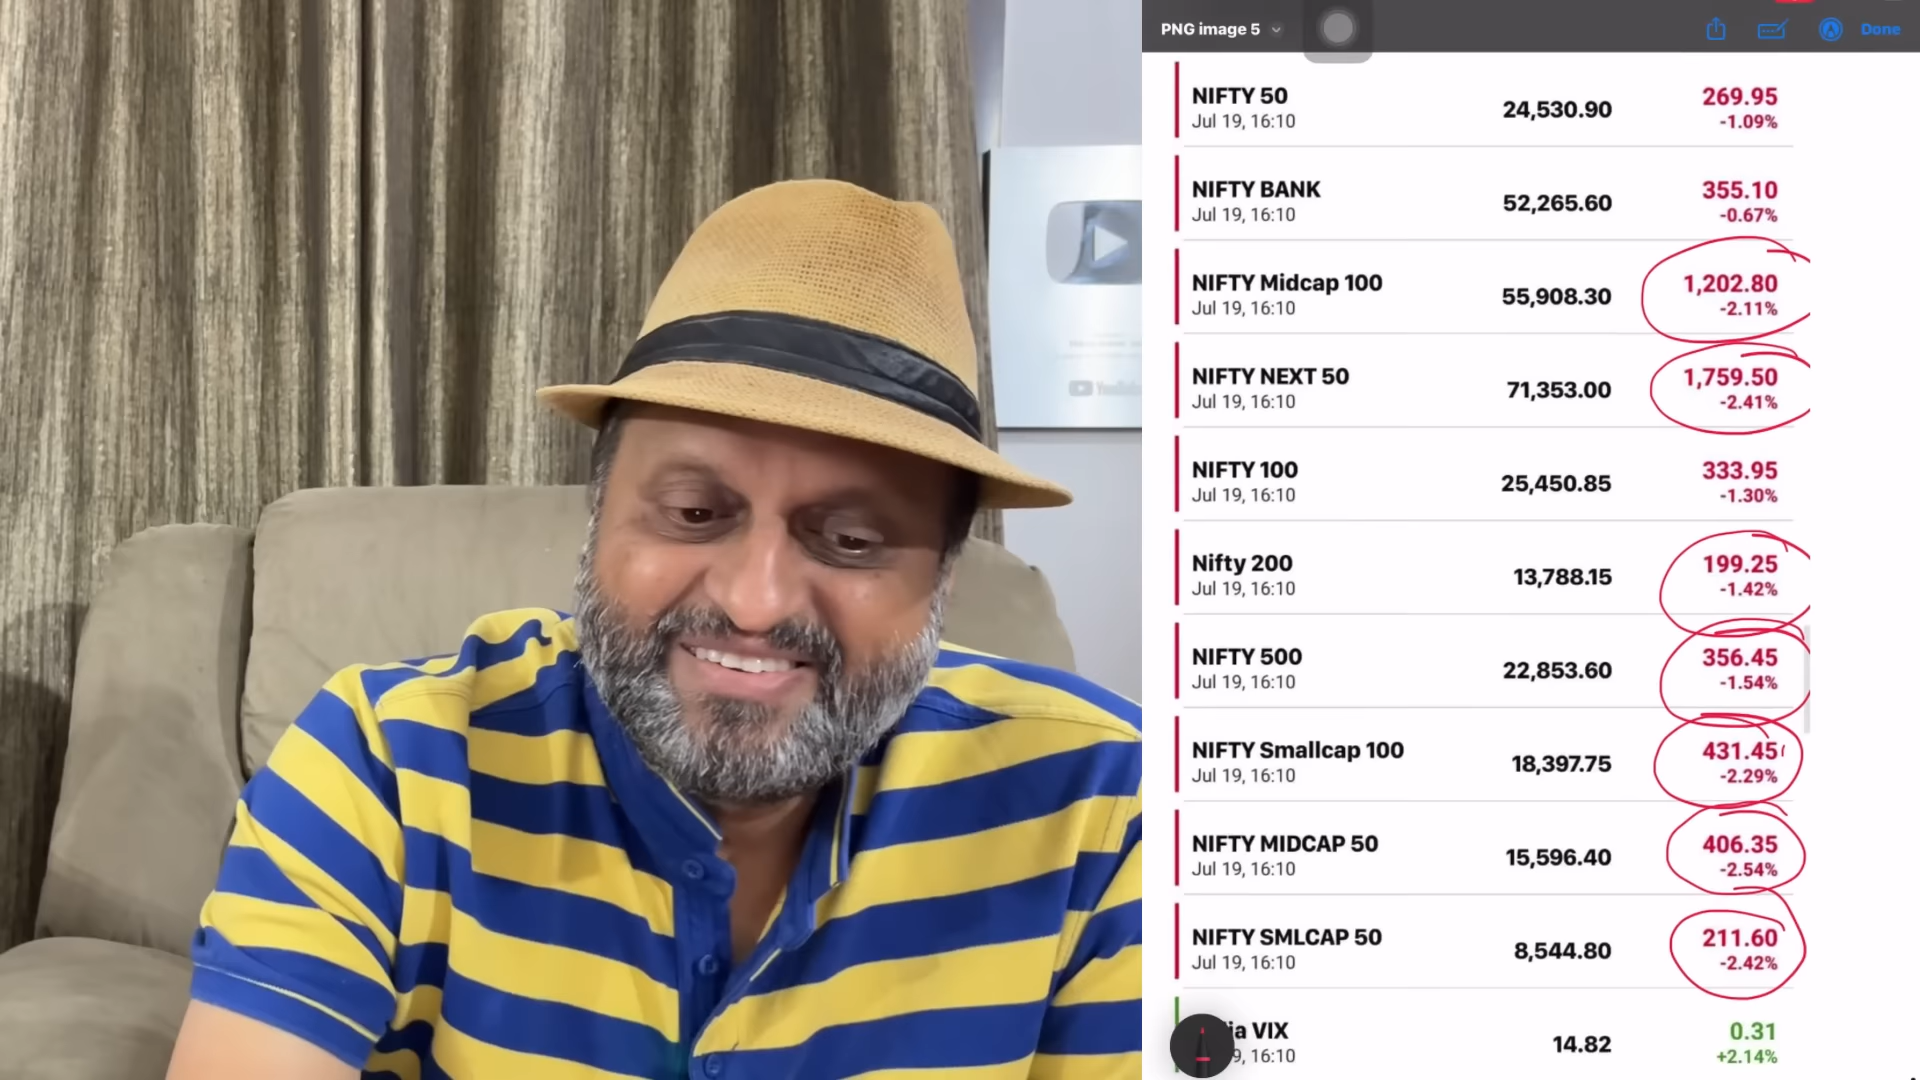 PNG image 5
Done
NIFTY 50
Jul 19, 16:10
24,530.90
269.95
-1.09%
NIFTY BANK
Jul 19, 16:10
52,265.60
355.10
-0.67%
NIFTY Midcap 100
Jul 19, 16:10
55,908.30
1,202.80
-2.11%
NIFTY NEXT 50
Jul 19, 16:10
71,353.00
1,759.50
-2.41%
NIFTY 100
Jul 19, 16:10
25,450.85
333.95
-1.30%
Nifty 200
Jul 19, 16:10
13,788.15
199.25
-1.42%
NIFTY 500
Jul 19, 16:10
22,853.60
356.45
-1.54%
NIFTY Smallcap 100
Jul 19, 16:10
18,397.75
431.45
-2.29%
NIFTY MIDCAP 50
Jul 19, 16:10
15,596.40
406.35
-2.54%
NIFTY SMLCAP 50
Jul 19, 16:10
8,544.80
211.60
-2.42%
VIX
9, 16:10
14.82
0.31
+2.14%